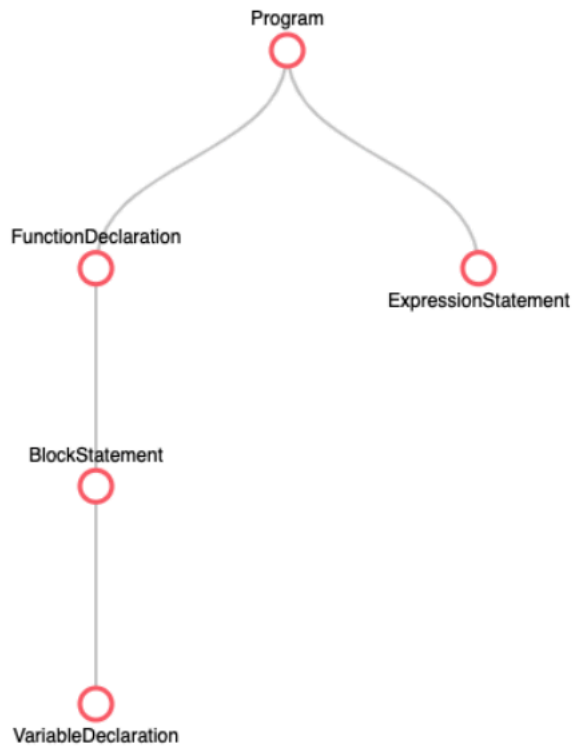 Program
FunctionDeclaration
ExpressionStatement
BlockStatement
VariableDeclaration